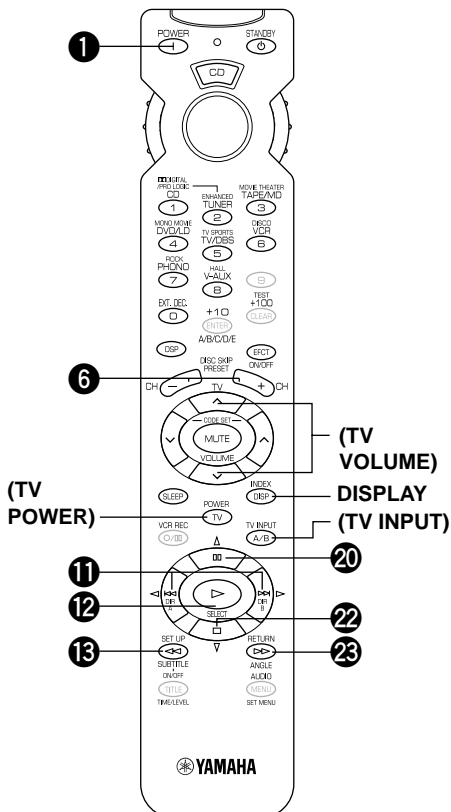 ❶ POWER STANDBY
CD
DIGITAL
/PRO LOGIC ENHANCED MOVIE THEATER
CD TUNER TAPE/MD
1 2 3
MONO MOVIE TV SPORTS DISCO
DVD/LD TV/DBS VCR
4 5 6
ROCK HALL
PHONO V-AUX
7 8 9
EXT. DEC. +10 TEST
+100
0 ENTER CLEAR
A/B/C/D/E
DSP EFCT
DISC SKIP ON/OFF
PRESET
❻ CH – TV + CH
CODE SET
MUTE
VOLUME
(TV
VOLUME)
SLEEP INDEX
DISP DISPLAY
(TV
POWER)
POWER
TV
VCR REC TV INPUT
A/B (TV INPUT)
⓴
⓫
DIR
A
DIR
B
⓬
SELECT
㉒
⓭ SET UP RETURN ㉓
SUBTITLE ANGLE
ON/OFF AUDIO
TITLE MENU
TIME/LEVEL SET MENU
YAMAHA